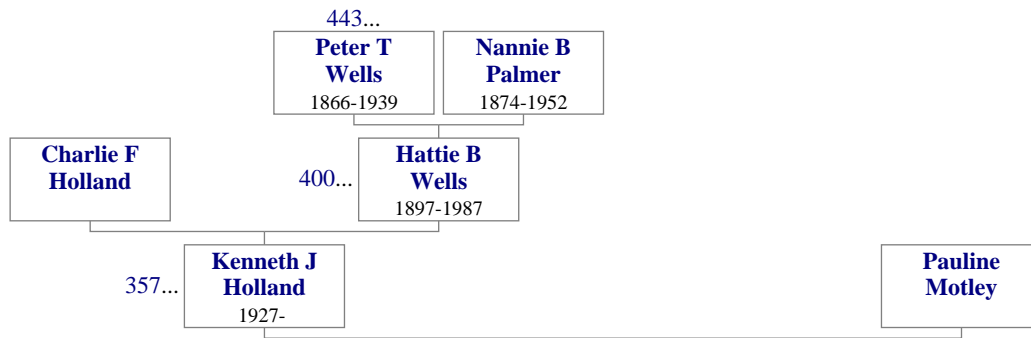 443...
Peter T
Wells
1866-1939
Nannie B
Palmer
1874-1952
Charlie F
Holland
400...
Hattie B
Wells
1897-1987
357...
Kenneth J
Holland
1927-
Pauline
Motley